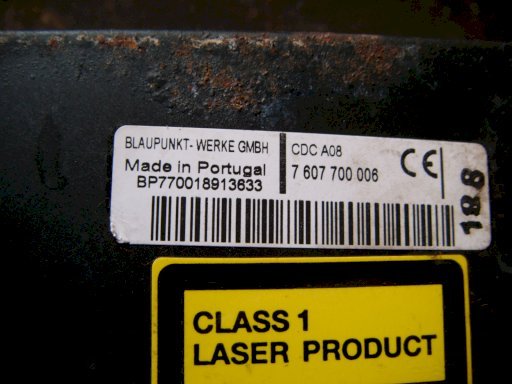 BLAUPUNKT- WERKE GMBH
Made in Portugal
BP770018913633
CDC A08
7 607 700 006
CE
188
CLASS 1
LASER PRODUCT